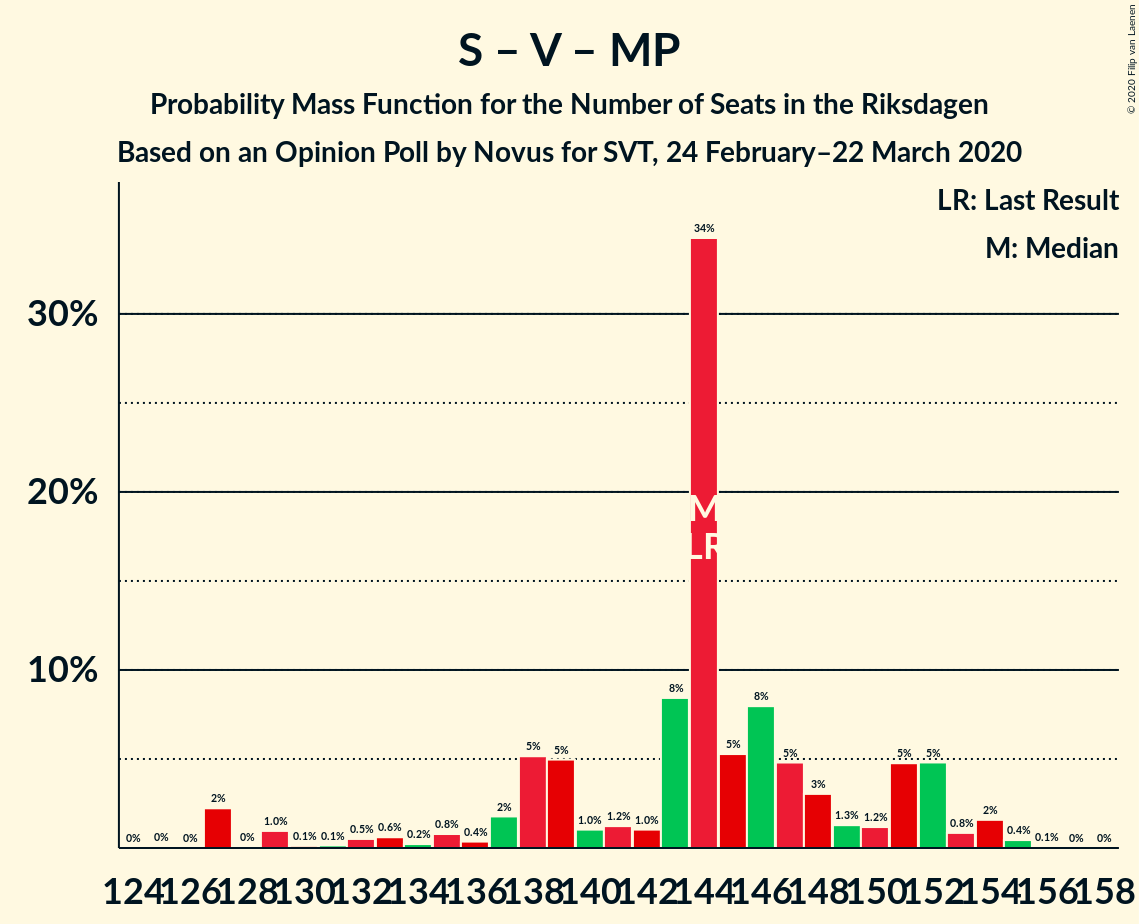 S – V – MP
Probability Mass Function for the Number of Seats in the Riksdagen
Based on an Opinion Poll by Novus for SVT, 24 February–22 March 2020
© 2020 Filip van Laenen
LR: Last Result
M: Median
30%
20%
10%
0% 0% 0% 2% 0% 1.0% 0.1% 0.1% 0.5% 0.6% 0.2% 0.8% 0.4% 2% 5% 5% 1.0% 1.2% 1.0% 8% 34% 5% 8% 5% 3% 1.3% 1.2% 5% 5% 0.8% 2% 0.4% 0.1% 0% 0%
M
LR
124 126 128 130 132 134 136 138 140 142 144 146 148 150 152 154 156 158